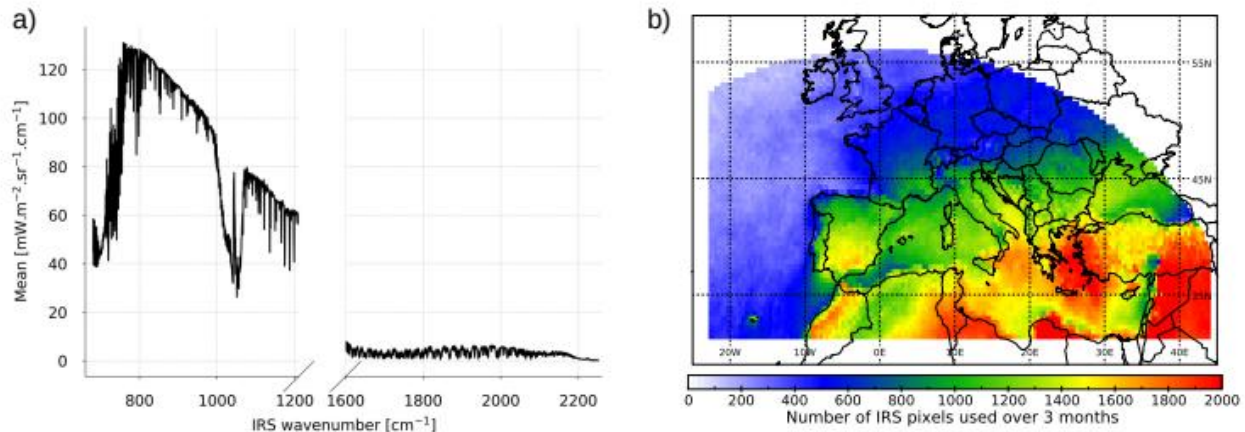 a)
120
100
80
60
40
20
0
Mean [mW.m⁻².sr⁻¹.cm⁻¹]
800
1000
1211
1600
1800
2000
2200
IRS wavenumber [cm⁻¹]
b)
55N
45N
35N
20W
10W
0E
10E
20E
30E
40E
0
200
400
600
800
1000
1200
1400
1600
1800
2000
Number of IRS pixels used over 3 months